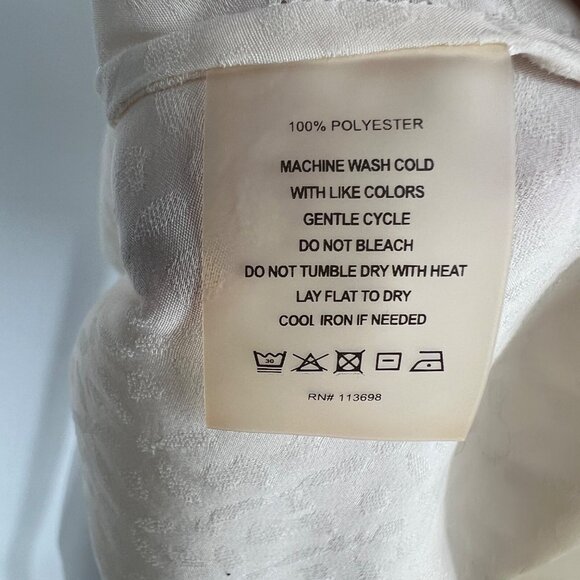 100% POLYESTER
MACHINE WASH COLD
WITH LIKE COLORS
GENTLE CYCLE
DO NOT BLEACH
DO NOT TUMBLE DRY WITH HEAT
LAY FLAT TO DRY
COOL IRON IF NEEDED
30
RN# 113698